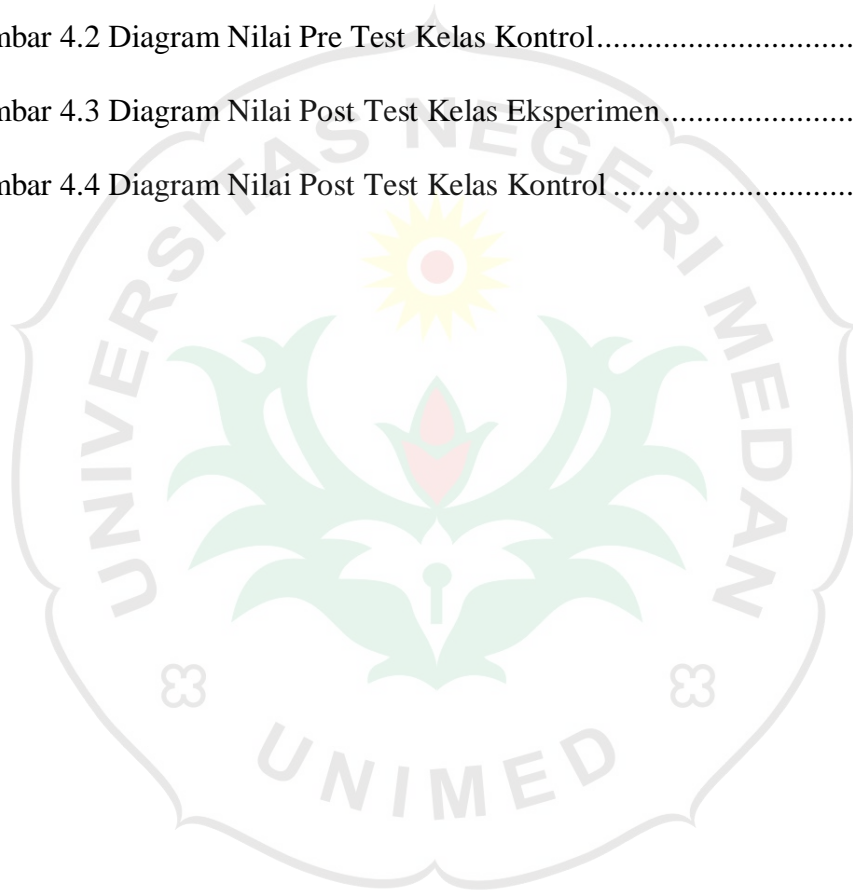 mbar 4.2 Diagram Nilai Pre Test Kelas Kontrol...............................
mbar 4.3 Diagram Nilai Post Test Kelas Eksperimen.......................
mbar 4.4 Diagram Nilai Post Test Kelas Kontrol .............................
UNIVERSITAS NEGERI MEDAN
UNIMED